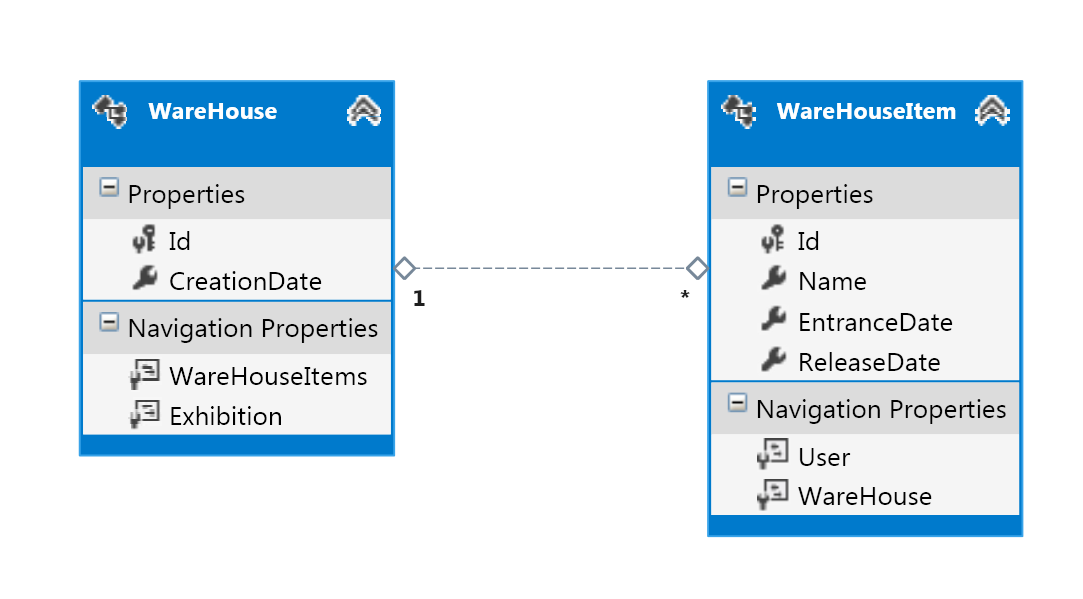 WareHouse
Properties
Id
CreationDate
Navigation Properties
WareHouseItems
Exhibition
1
*
WareHouseItem
Properties
Id
Name
EntranceDate
ReleaseDate
Navigation Properties
User
WareHouse